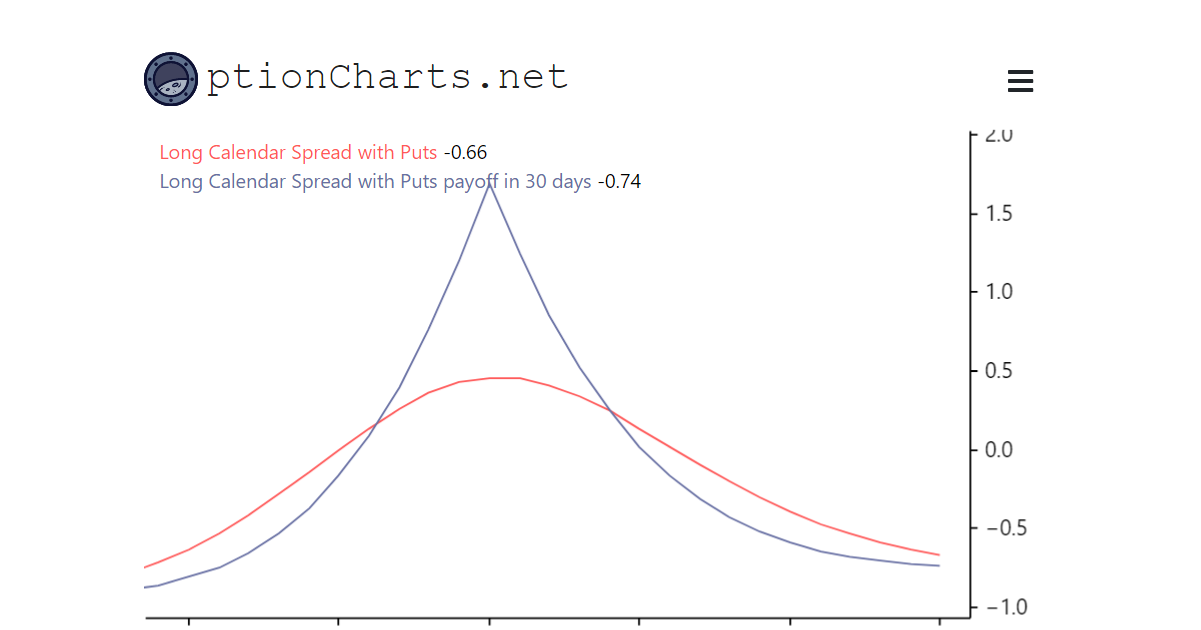 ptionCharts.net
Long Calendar Spread with Puts -0.66
Long Calendar Spread with Puts payoff in 30 days -0.74
2.0
1.5
1.0
0.5
0.0
−0.5
−1.0